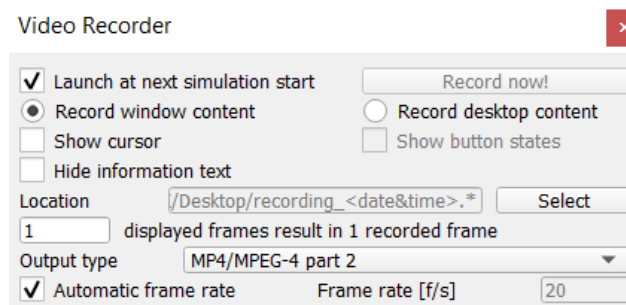 Video Recorder
Launch at next simulation start Record now!
Record window content Record desktop content
Show cursor Show button states
Hide information text
Location /Desktop/recording_<date&time>.* Select
1 displayed frames result in 1 recorded frame
Output type MP4/MPEG-4 part 2
Automatic frame rate Frame rate [f/s] 20